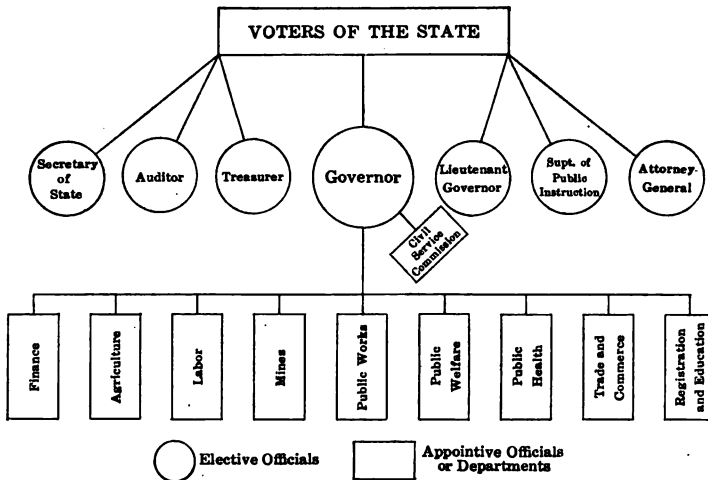 VOTERS OF THE STATE
Secretary
of
State
Auditor
Treasurer
Governor
Lieutenant
Governor
Supt. of
Public
Instruction
Attorney-
General
Civil
Service
Commission
Finance
Agriculture
Labor
Mines
Public Works
Public
Welfare
Public
Health
Trade and
Commerce
Registration
and Education
Elective Officials
Appointive Officials
or Departments